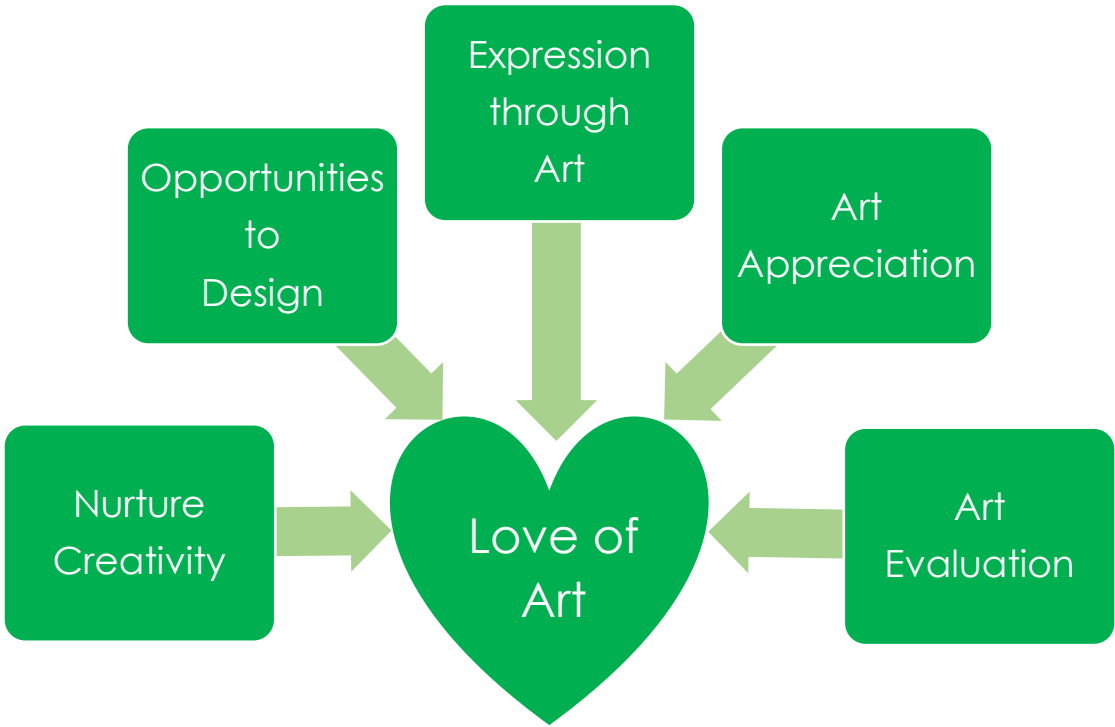 Expression
through
Art
Opportunities
to
Design
Art
Appreciation
Nurture
Creativity
Love of
Art
Art
Evaluation